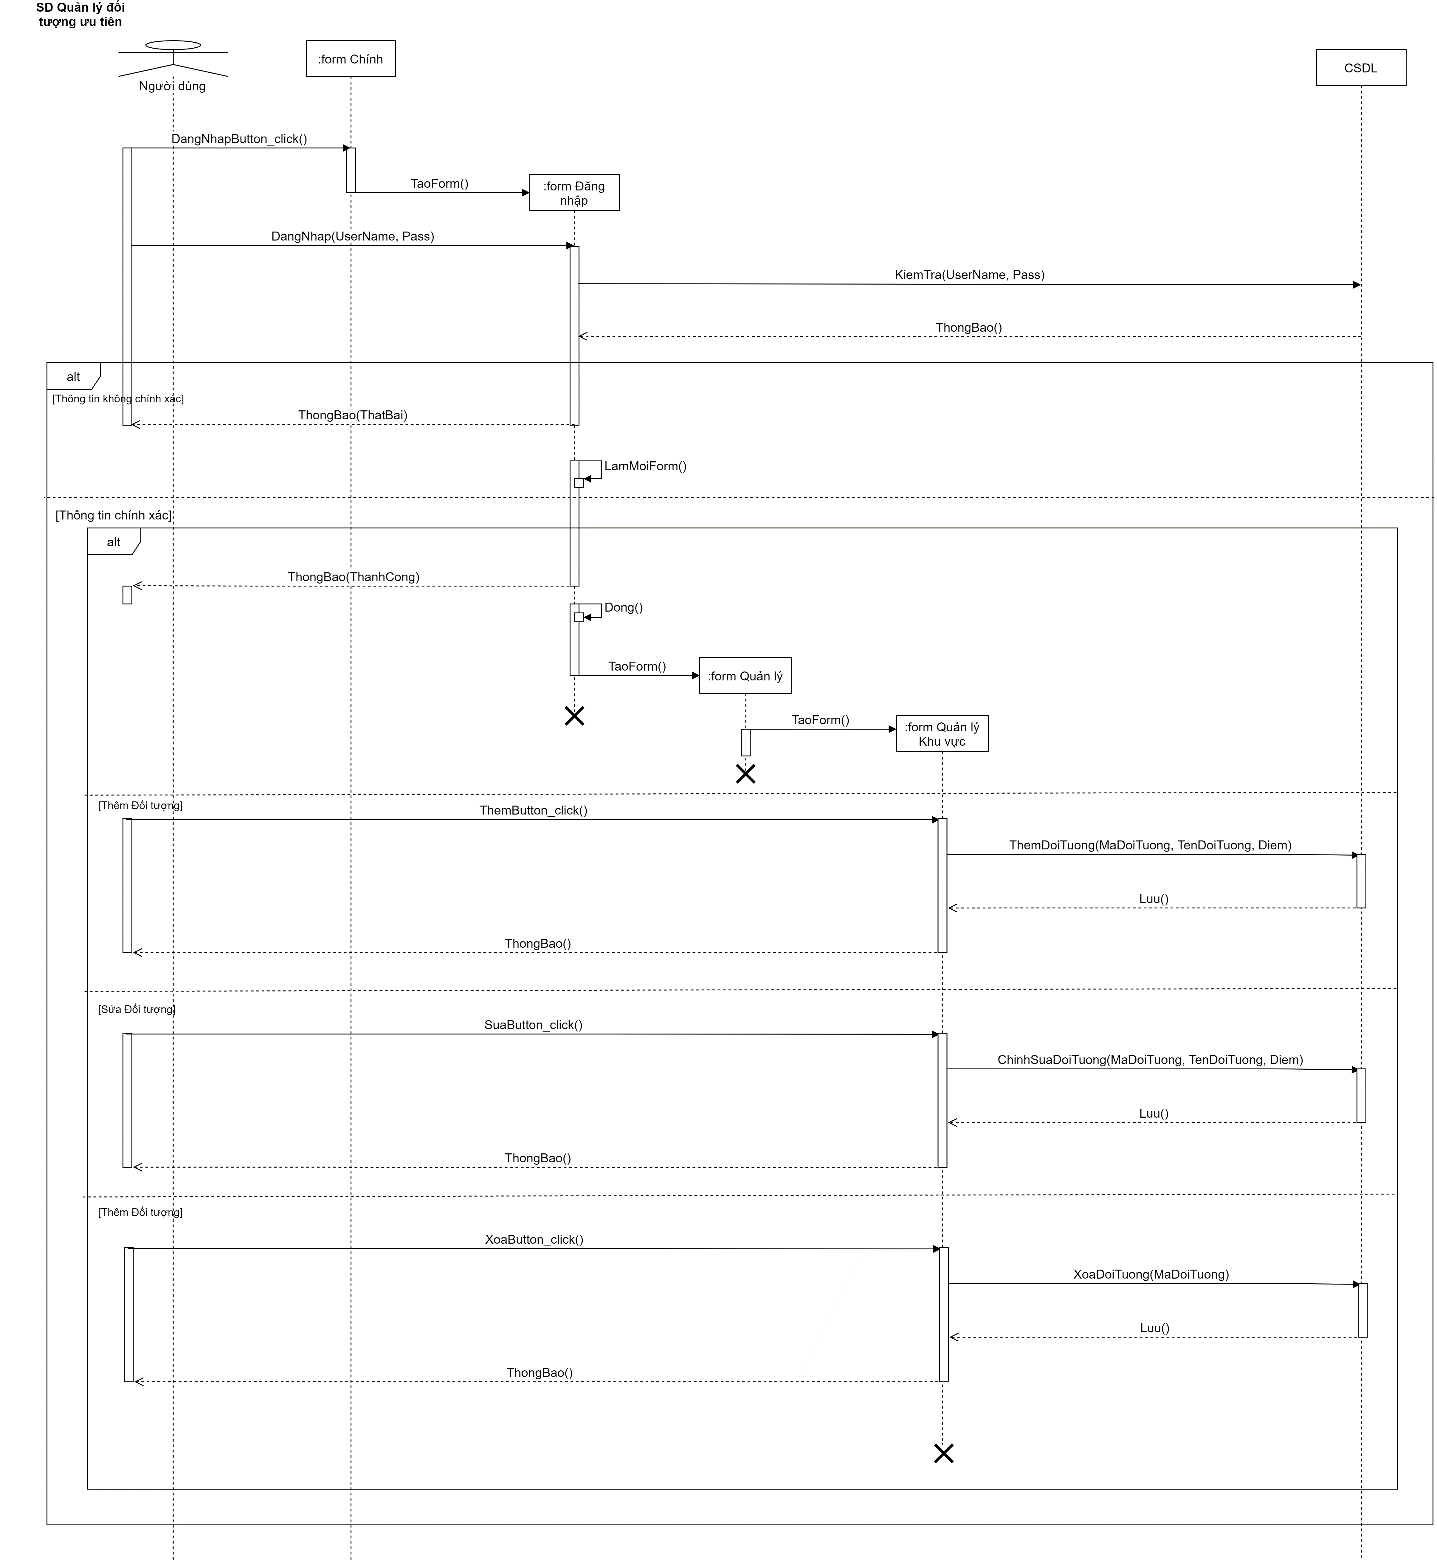 SD Quản lý đối
tượng ưu tiên
Người dùng
:form Chính
CSDL
DangNhapButton_click()
TaoForm()
:form Đăng
nhập
DangNhap(UserName, Pass)
KiemTra(UserName, Pass)
ThongBao()
alt
[Thông tin không chính xác]
ThongBao(ThatBai)
LamMoiForm()
[Thông tin chính xác]
alt
ThongBao(ThanhCong)
Dong()
TaoForm()
:form Quản lý
TaoForm()
:form Quản lý
Khu vực
[Thêm Đối tượng]
ThemButton_click()
ThemDoiTuong(MaDoiTuong, TenDoiTuong, Diem)
Luu()
ThongBao()
[Sửa Đối tượng]
SuaButton_click()
ChinhSuaDoiTuong(MaDoiTuong, TenDoiTuong, Diem)
Luu()
ThongBao()
[Thêm Đối tượng]
XoaButton_click()
XoaDoiTuong(MaDoiTuong)
Luu()
ThongBao()